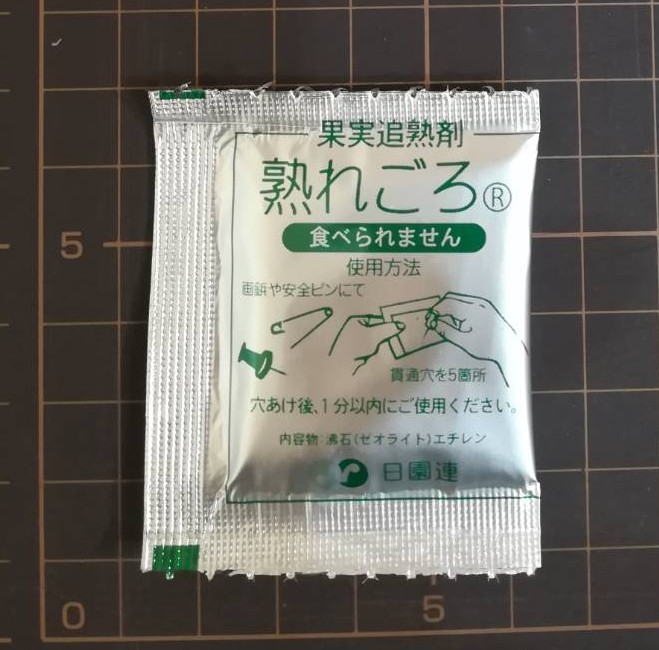 果実追熟剤
熟れごろ®
食べられません
使用方法
画鋲や安全ピンにて
貫通穴を5箇所
穴あけ後、1分以内にご使用ください。
内容物:沸石(ゼオライト)エチレン
日園連
5
0
5